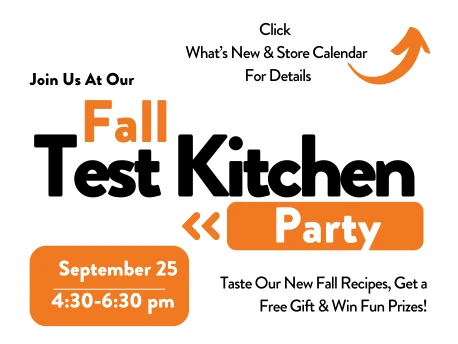 Click
What's New & Store Calendar
For Details
Join Us At Our
Fall
Test Kitchen
Party
September 25
4:30-6:30 pm
Taste Our New Fall Recipes, Get a
Free Gift & Win Fun Prizes!